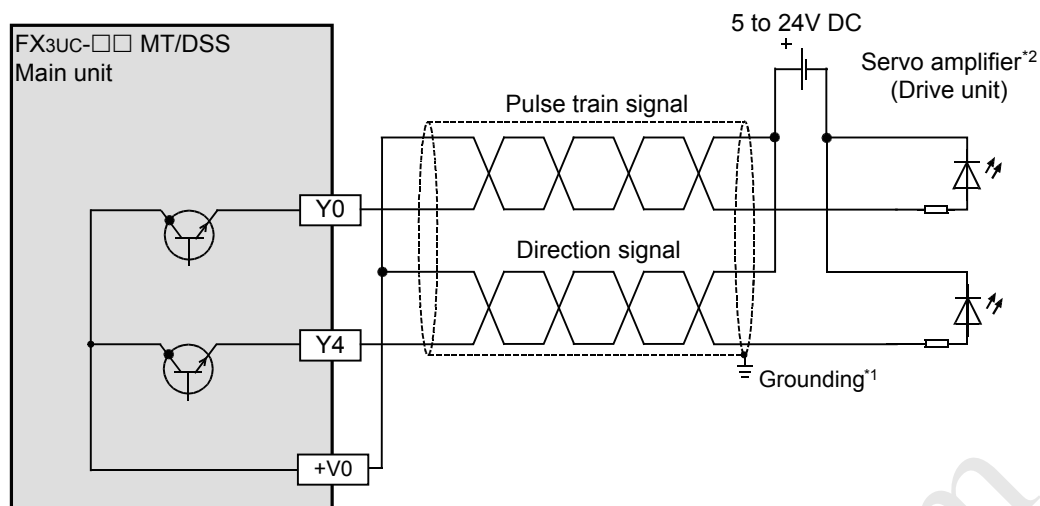 FX3UC-□□ MT/DSS
Main unit
5 to 24V DC
+
Servo amplifier*2
(Drive unit)
Pulse train signal
Y0
Direction signal
Y4
Grounding*1
+V0